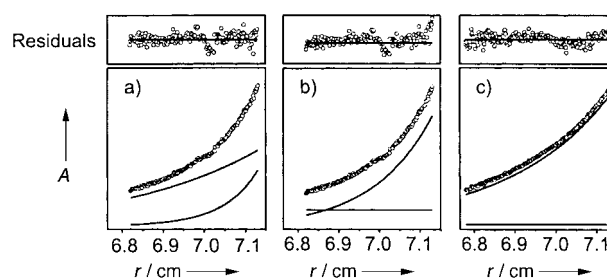 Residuals
a) b) c)
A
6.8 6.9 7.0 7.1 6.8 6.9 7.0 7.1 6.8 6.9 7.0 7.1
r / cm r / cm r / cm